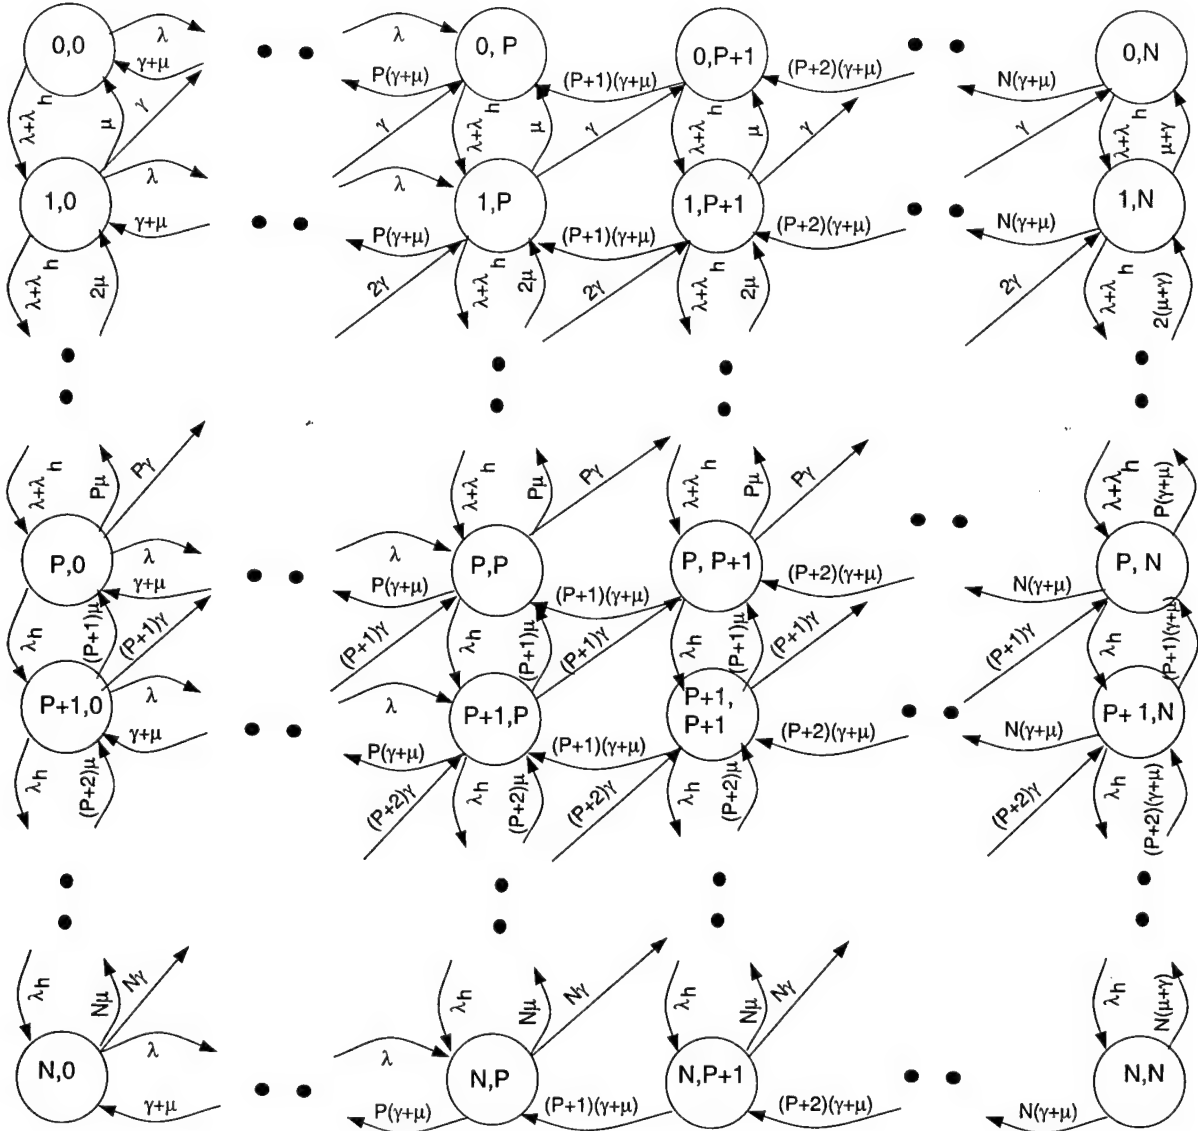 0,0 λ λ 0, P 0,P+1 0,N
γ+μ P(γ+μ) (P+1)(γ+μ) (P+2)(γ+μ) N(γ+μ)
λ+λh μ γ γ λ+λh μ γ λ+λh μ γ γ λ+λh μ+γ
1,0 λ λ 1,P 1,P+1 1,N
γ+μ P(γ+μ) (P+1)(γ+μ) (P+2)(γ+μ) N(γ+μ)
λ+λh 2μ 2γ λ+λh 2μ 2γ λ+λh 2μ 2γ λ+λh 2(μ+γ)
λ+λh Pμ Pγ λ+λh Pμ Pγ λ+λh Pμ Pγ λ+λh P(γ+μ)
P,0 λ λ P,P P, P+1 P, N
γ+μ P(γ+μ) (P+1)(γ+μ) (P+2)(γ+μ) N(γ+μ)
λh (P+1)μ (P+1)γ (P+1)γ λh (P+1)μ (P+1)γ λh (P+1)μ (P+1)γ (P+1)γ λh (P+1)(γ+μ)
P+1,0 λ λ P+1,P P+1, P+1 P+1,N
γ+μ P(γ+μ) (P+1)(γ+μ) (P+2)(γ+μ) N(γ+μ)
λh (P+2)μ (P+2)γ λh (P+2)μ (P+2)γ λh (P+2)μ (P+2)γ λh (P+2)(γ+μ)
λh Nμ Nγ λh Nμ Nγ λh Nμ Nγ λh N(μ+γ)
N,0 λ λ N,P N,P+1 N,N
γ+μ P(γ+μ) (P+1)(γ+μ) (P+2)(γ+μ) N(γ+μ)